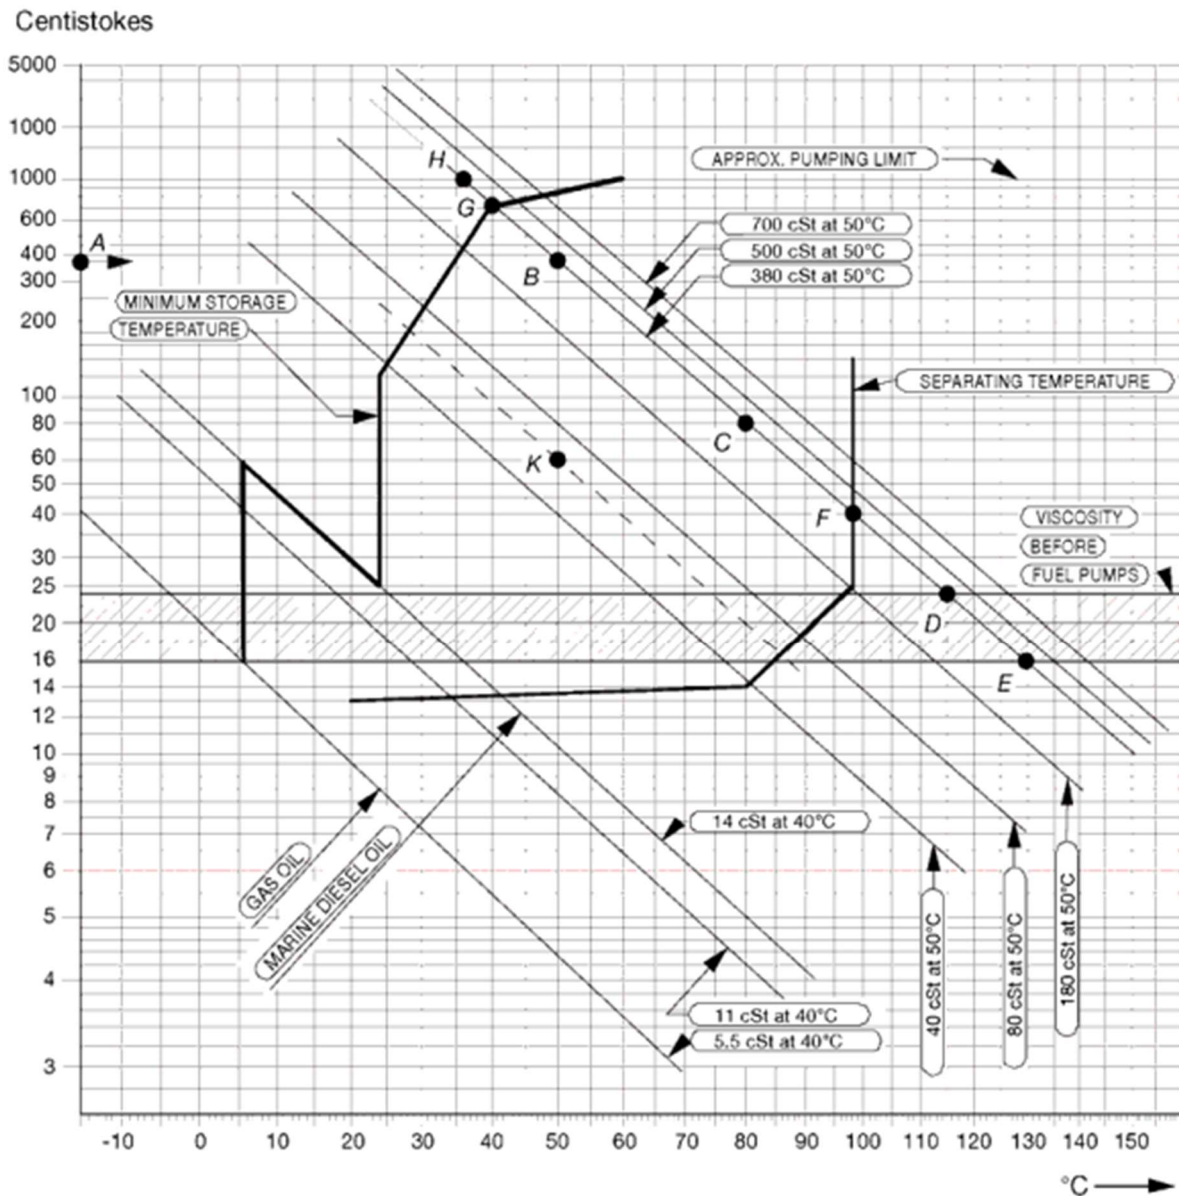 Centistokes
5000
1000
1000
600
400
300
200
100
80
60
50
40
30
25
20
16
14
12
10
9
8
7
6
5
4
3
H
G
A
B
C
K
F
D
E
APPROX. PUMPING LIMIT
700 cSt at 50°C
500 cSt at 50°C
380 cSt at 50°C
MINIMUM STORAGE
TEMPERATURE
SEPARATING TEMPERATURE
VISCOSITY
BEFORE
FUEL PUMPS
GAS OIL
MARINE DIESEL OIL
14 cSt at 40°C
11 cSt at 40°C
5.5 cSt at 40°C
40 cSt at 50°C
80 cSt at 50°C
180 cSt at 50°C
-10 0 10 20 30 40 50 60 70 80 90 100 110 120 130 140 150
°C